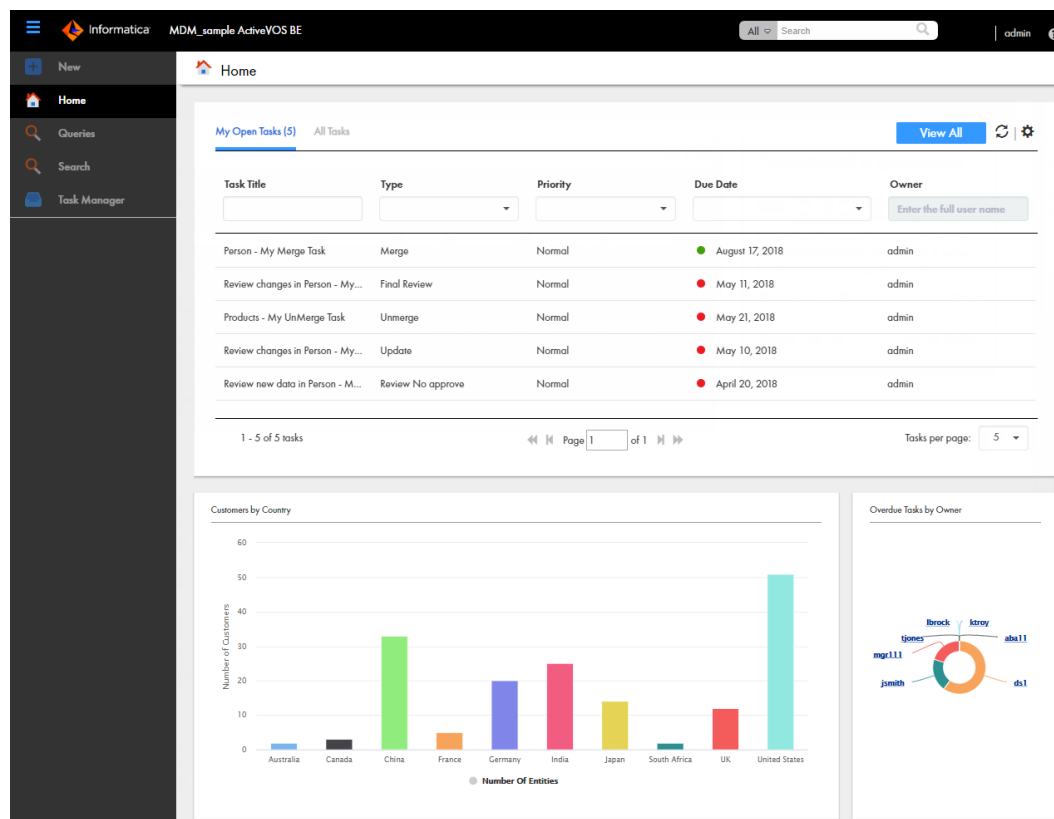 Informatica MDM_sample ActiveVOS BE All Search admin
New
Home
Queries
Search
Task Manager
Home
My Open Tasks (5) All Tasks View All
Task Title Type Priority Due Date Owner
Enter the full user name
Person - My Merge Task Merge Normal August 17, 2018 admin
Review changes in Person - My... Final Review Normal May 11, 2018 admin
Products - My UnMerge Task Unmerge Normal May 21, 2018 admin
Review changes in Person - My... Update Normal May 10, 2018 admin
Review new data in Person - M... Review No approve Normal April 20, 2018 admin
1 - 5 of 5 tasks Page 1 of 1 Tasks per page: 5
Customers by Country
60
50
40
30
20
10
0
Number of Customers
Australia Canada China France Germany India Japan South Africa UK United States
Number Of Entities
Overdue Tasks by Owner
lbrock ktroy
tjones aba11
mgr111
jsmith ds1